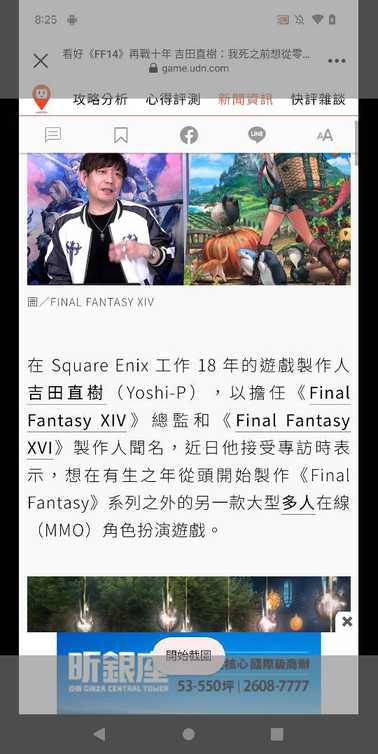 8:25
看好《FF14》再戰十年 吉田直樹：我死之前想從零...
game.udn.com
攻略分析 心得評測 新聞資訊 快評雜談
LINE
AA
圖／FINAL FANTASY XIV
在 Square Enix 工作 18 年的遊戲製作人
吉田直樹（Yoshi-P），以擔任《Final
Fantasy XIV》總監和《Final Fantasy
XVI》製作人聞名，近日他接受專訪時表
示，想在有生之年從頭開始製作《Final
Fantasy》系列之外的另一款大型多人在線
（MMO）角色扮演遊戲。
開始截圖
昕銀座
核心 國際級商辦
GINZA CENTRAL TOWER
53-550坪 | 2608-7777